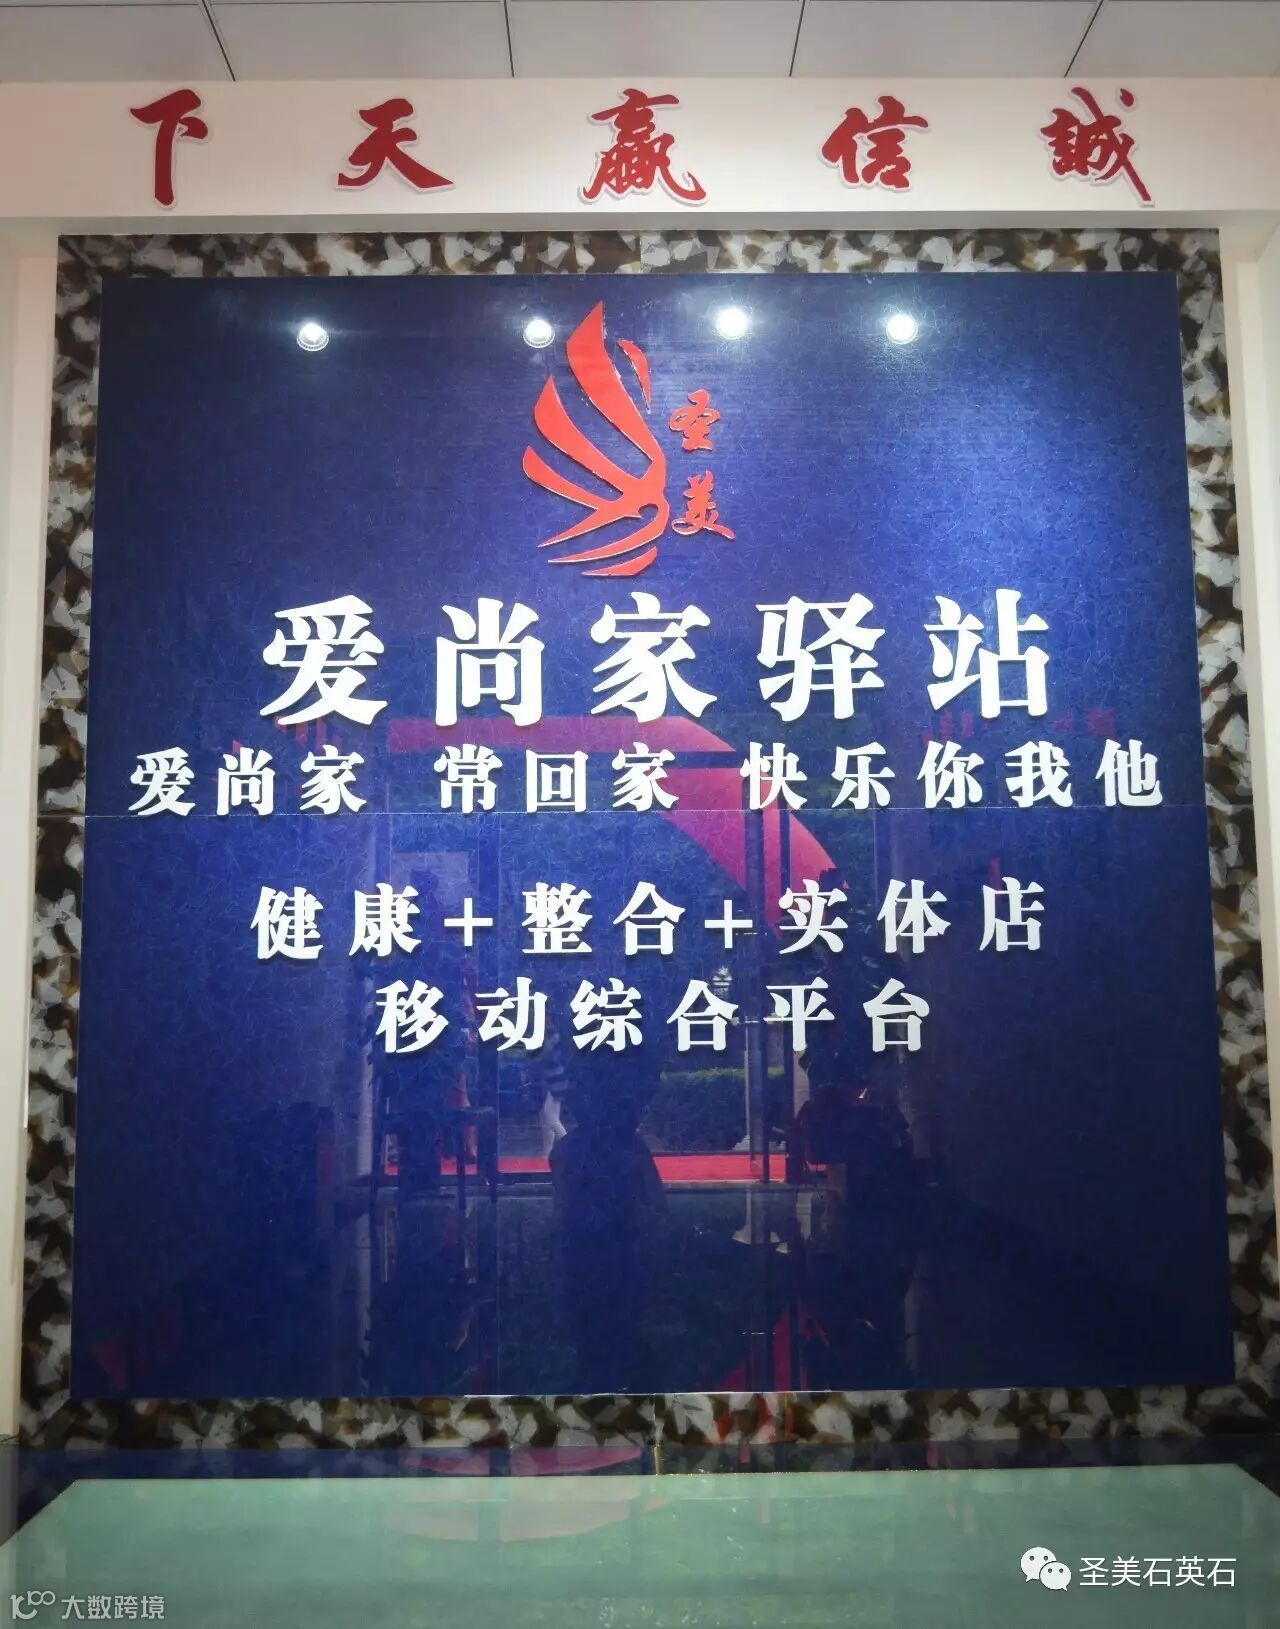 誠信赢天下
圣美
爱尚家驿站
爱尚家 常回家 快乐你我他
健康+整合+实体店
移动综合平台
圣美石英石
大数跨境